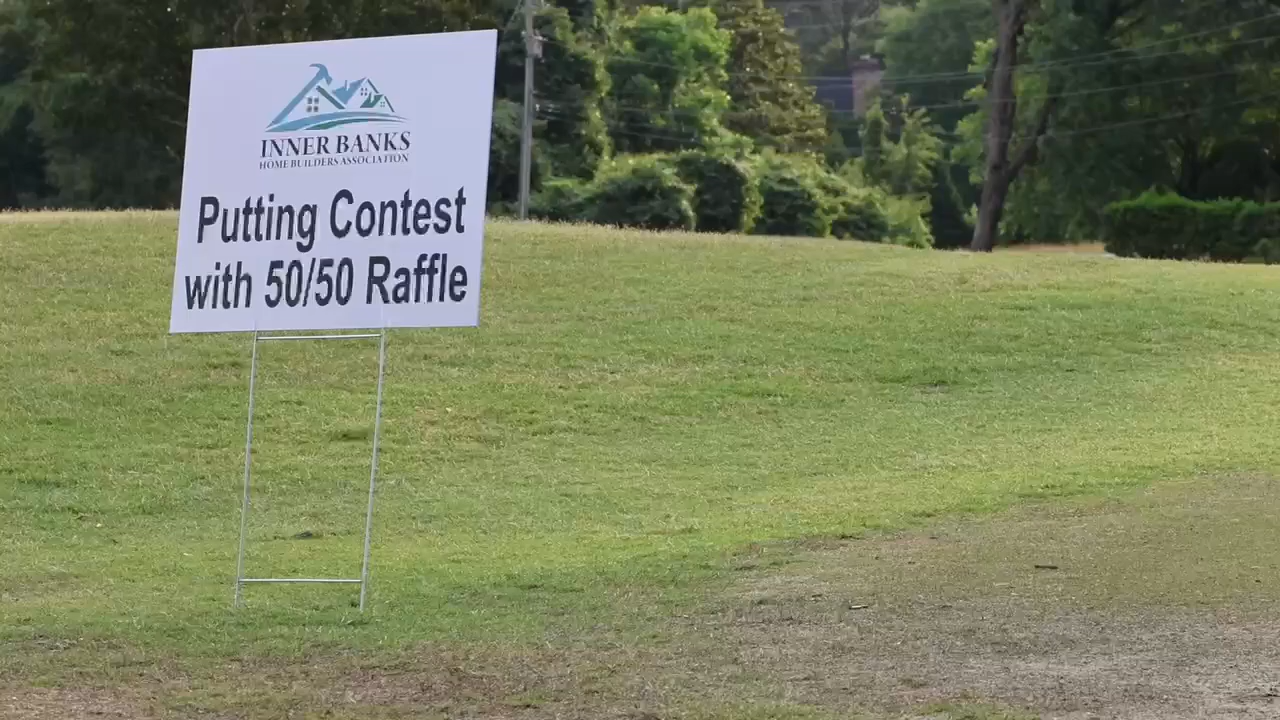 INNER BANKS
HOME BUILDERS ASSOCIATION
Putting Contest
with 50/50 Raffle